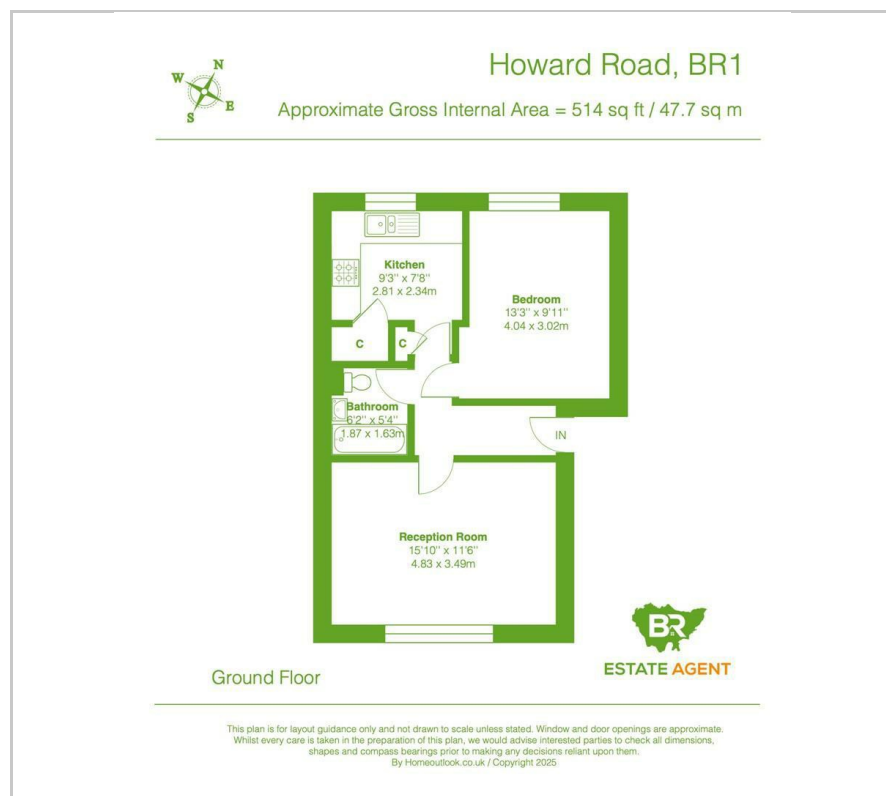 Howard Road, BR1
N
W
E
S
Approximate Gross Internal Area = 514 sq ft / 47.7 sq m
Kitchen
9'3'' x 7'8''
2.81 x 2.34m
Bedroom
13'3'' x 9'11''
4.04 x 3.02m
C
C
Bathroom
6'2'' x 5'4''
1.87 x 1.63m
IN
Reception Room
15'10'' x 11'6''
4.83 x 3.49m
BR
ESTATE AGENT
Ground Floor
This plan is for layout guidance only and not drawn to scale unless stated. Window and door openings are approximate.
Whilst every care is taken in the preparation of this plan, we would advise interested parties to check all dimensions,
shapes and compass bearings prior to making any decisions reliant upon them.
By Homeoutlook.co.uk / Copyright 2025